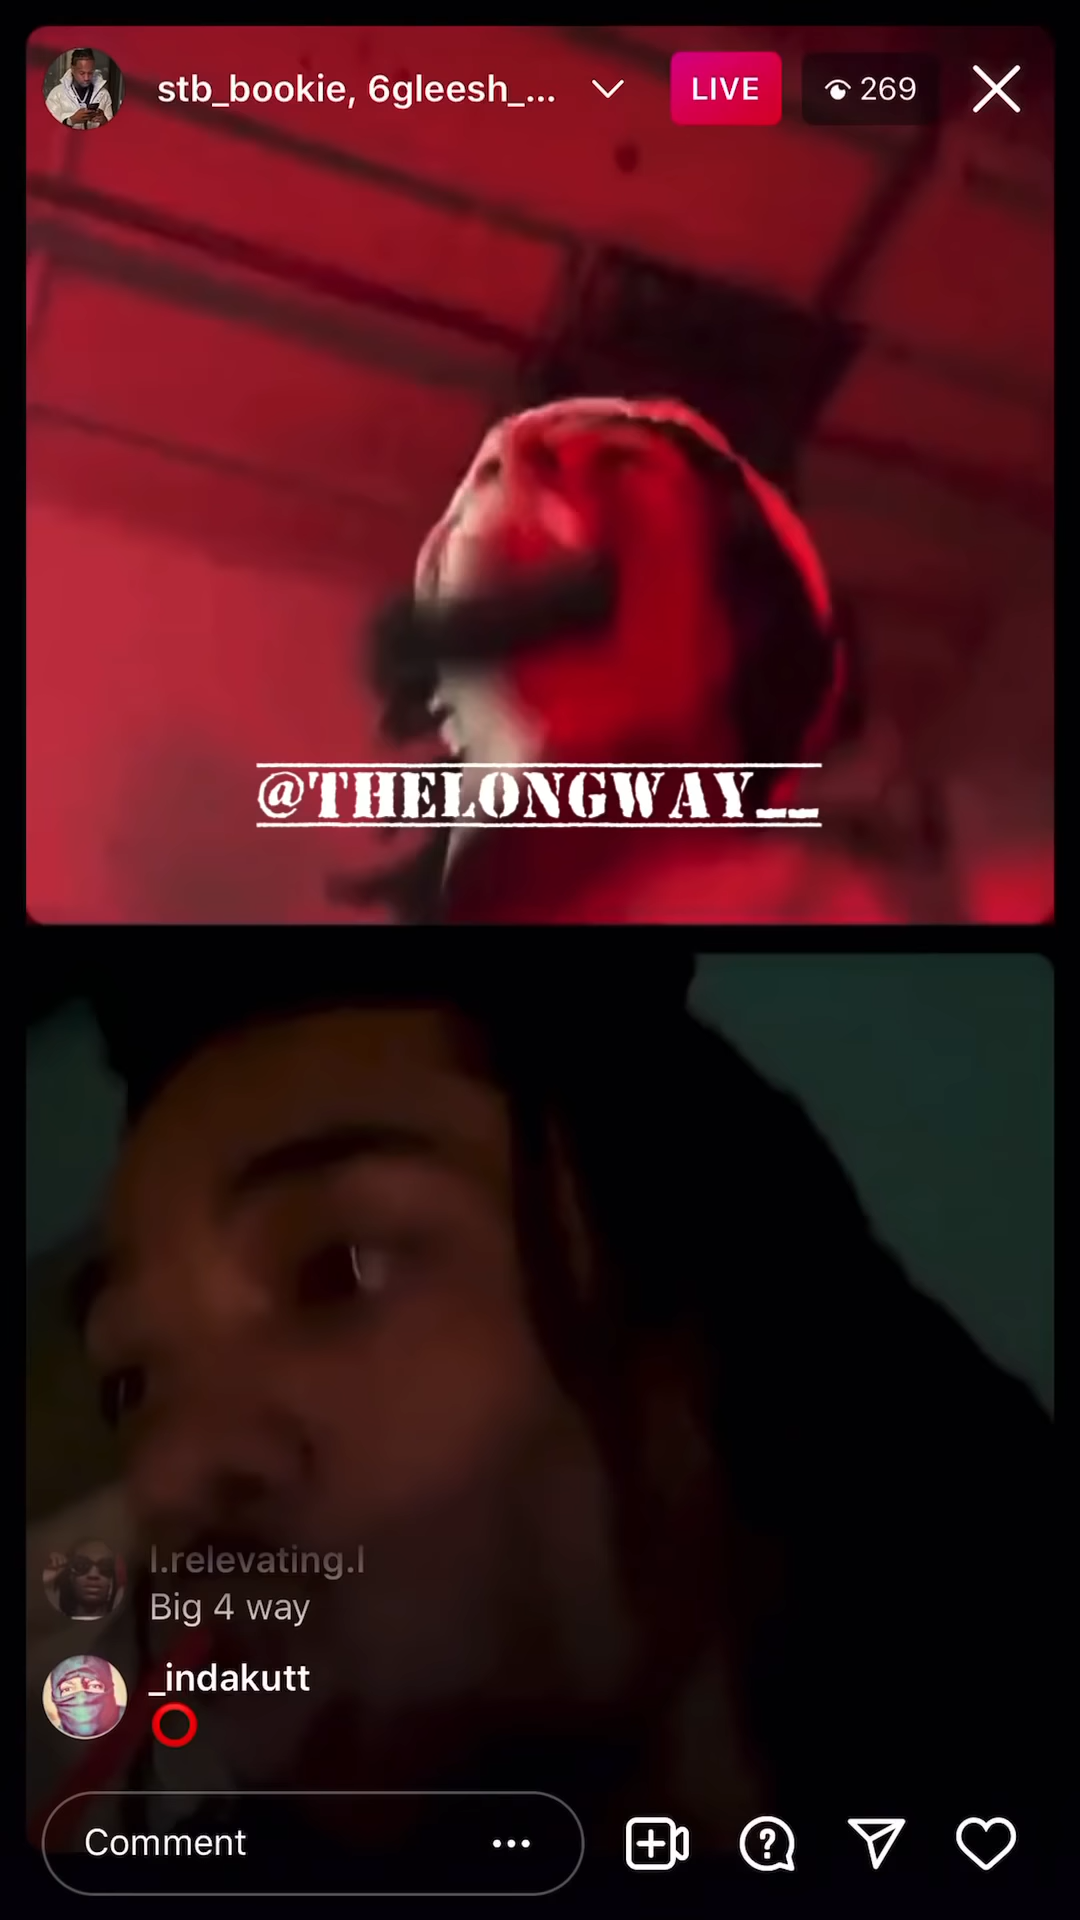 stb_bookie, 6gleesh_...
LIVE
269
@THELONGWAY__
l.relevating.l
Big 4 way
_indakutt
Comment